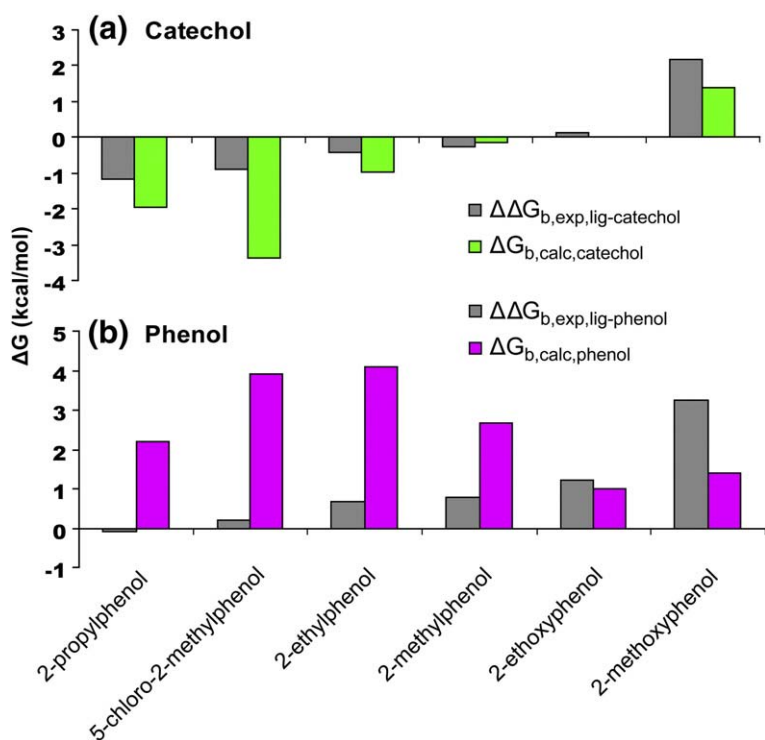 (a) Catechol
3
2
1
0
-1
-2
-3
-4
ΔΔGb,exp,lig-catechol
ΔGb,calc,catechol
ΔG (kcal/mol)
(b) Phenol
5
4
3
2
1
0
-1
ΔΔGb,exp,lig-phenol
ΔGb,calc,phenol
2-propylphenol
5-chloro-2-methylphenol
2-ethylphenol
2-methylphenol
2-ethoxyphenol
2-methoxyphenol